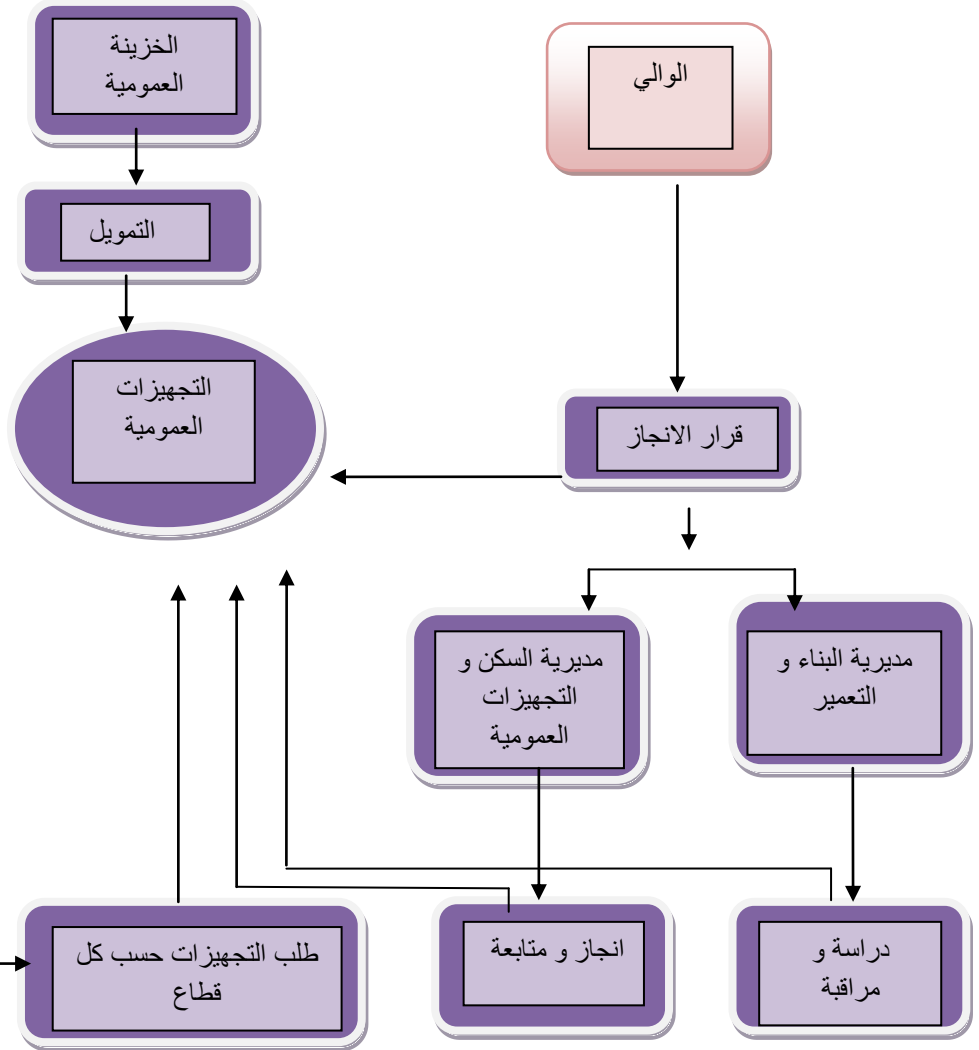 الخزينة
العمومية
الوالي
التمويل
التجهيزات
العمومية
قرار الانجاز
مديرية السكن و
التجهيزات
العمومية
مديرية البناء و
التعمير
طلب التجهيزات حسب كل
قطاع
انجاز و متابعة
دراسة و
مراقبة